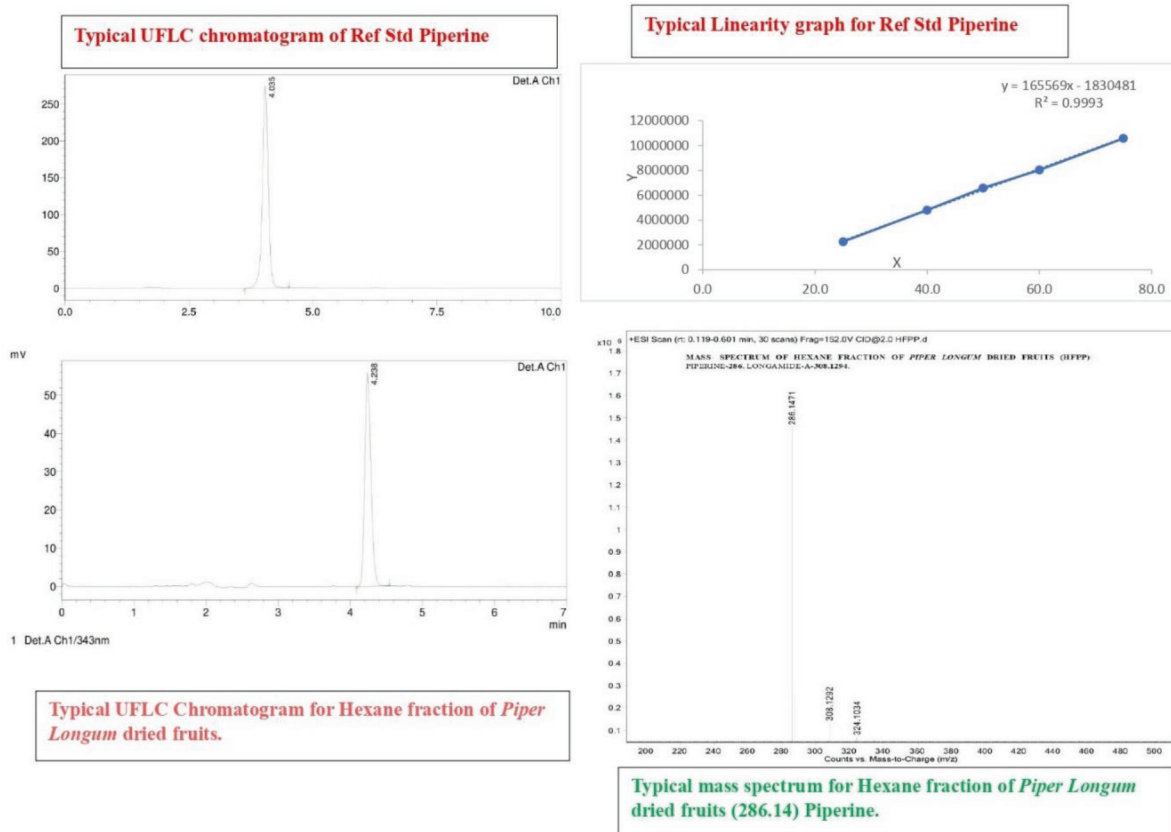 Typical UFLC chromatogram of Ref Std Piperine
Det.A Ch1
4.035
250
200
150
100
50
0
0.0 2.5 5.0 7.5 10.0
Typical Linearity graph for Ref Std Piperine
y = 165569x - 1830481
R² = 0.9993
12000000
10000000
8000000
6000000
4000000
2000000
0
Y
X
0.0 20.0 40.0 60.0 80.0
mV
Det.A Ch1
4.238
50
40
30
20
10
0
0 1 2 3 4 5 6 7
min
1 Det.A Ch1/343nm
Typical UFLC Chromatogram for Hexane fraction of Piper
Longum dried fruits.
+ESI Scan (rt: 0.119-0.601 min, 30 scans) Frag=152.0V CID@2.0 HFPP.d
MASS SPECTRUM OF HEXANE FRACTION OF PIPER LONGUM DRIED FRUITS (HFPP)
PIPERINE-286, LONGAMIDE-A-308.1294.
286.1471
308.1292
324.1034
1.8
1.7
1.6
1.5
1.4
1.3
1.2
1.1
1
0.9
0.8
0.7
0.6
0.5
0.4
0.3
0.2
0.1
200 220 240 260 280 300 320 340 360 380 400 420 440 460 480 500
Counts vs. Mass-to-Charge (m/z)
Typical mass spectrum for Hexane fraction of Piper Longum
dried fruits (286.14) Piperine.